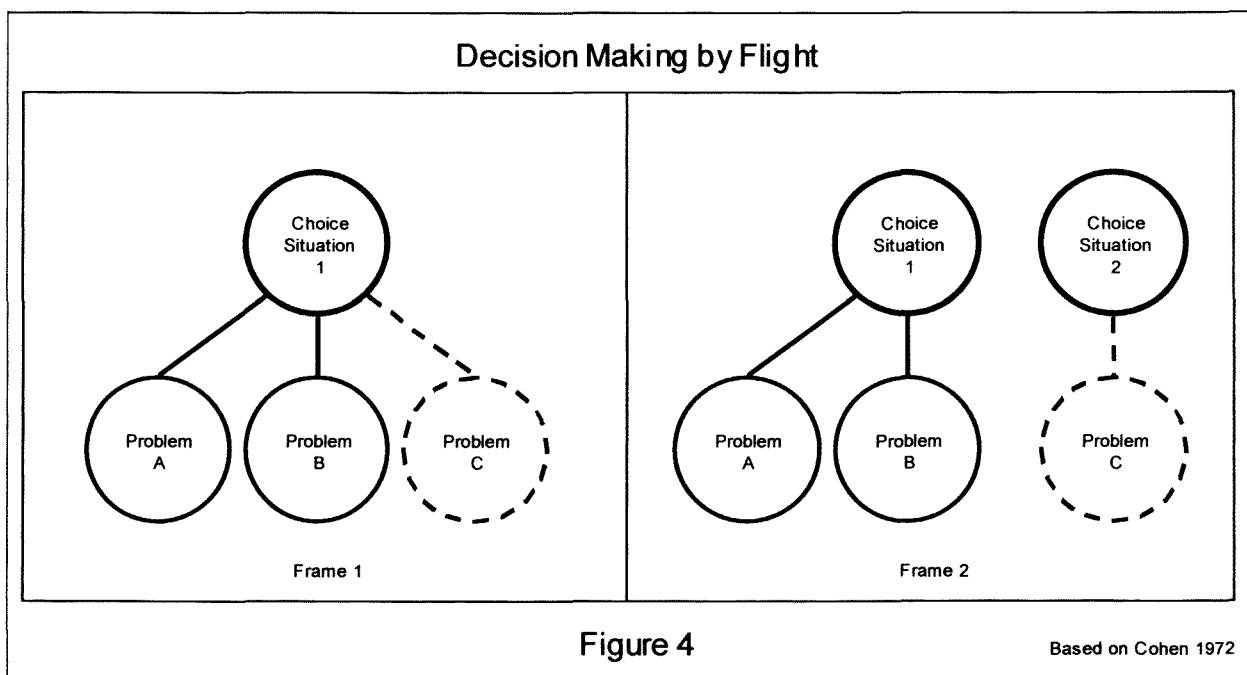 Decision Making by Flight
Choice
Situation
1
Problem
A
Problem
B
Problem
C
Frame 1
Choice
Situation
1
Choice
Situation
2
Problem
A
Problem
B
Problem
C
Frame 2
Figure 4
Based on Cohen 1972